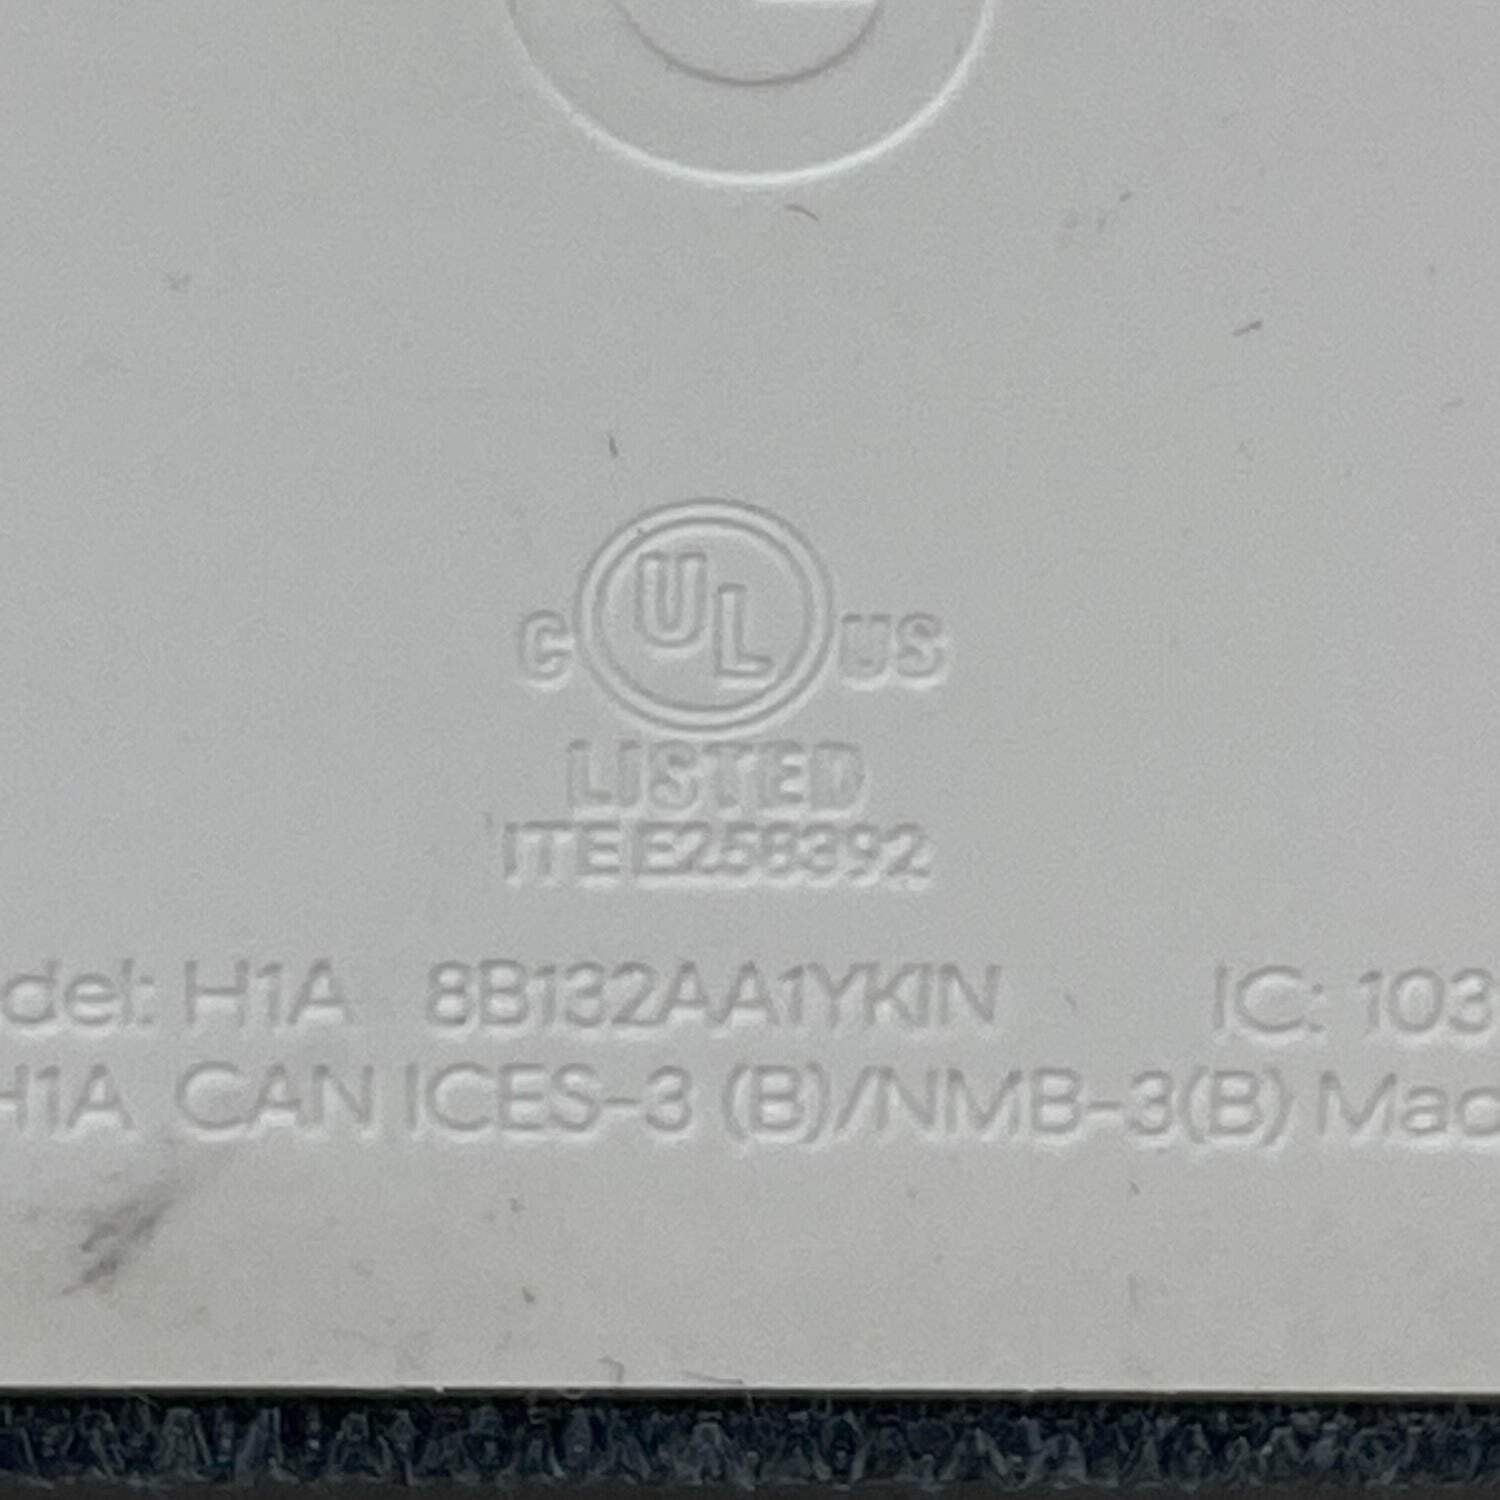 C UL US
LISTED
ITE E258392
del: H1A 8B132AA1YKIN IC: 103
H1A CAN ICES-3 (B)/NMB-3(B) Mad